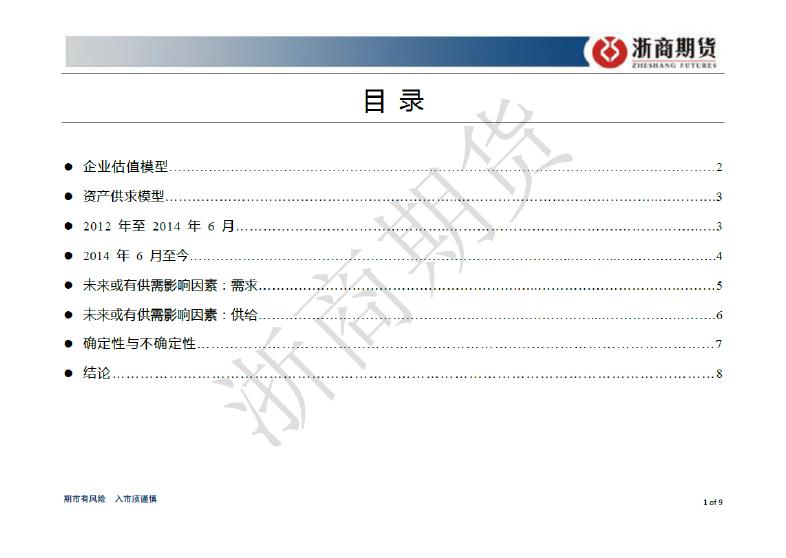 浙商期货
ZHESHANG FUTURES
目 录
● 企业估值模型................2
● 资产供求模型................3
● 2012 年至 2014 年 6 月................3
● 2014 年 6 月至今................4
● 未来或有供需影响因素：需求................5
● 未来或有供需影响因素：供给................6
● 确定性与不确定性................7
● 结论................8
浙商期货
期市有风险 入市须谨慎
1 of 9